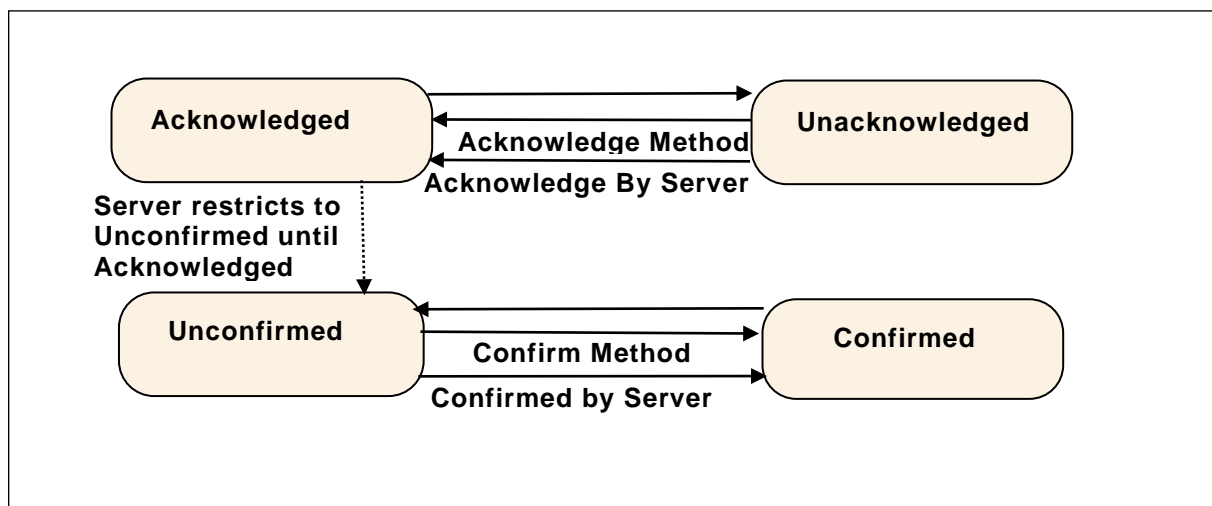 Acknowledged
Unacknowledged
Acknowledge Method
Acknowledge By Server
Server restricts to
Unconfirmed until
Acknowledged
Unconfirmed
Confirmed
Confirm Method
Confirmed by Server